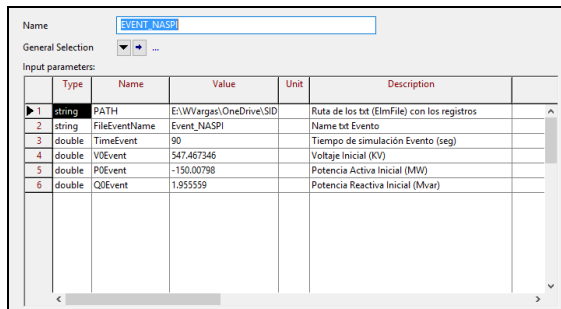 Name EVENT_NASPI
General Selection ...
Input parameters:
Type Name Value Unit Description
1 string PATH E:\WVargas\OneDrive\SID Ruta de los txt (ElmFile) con los registros
2 string FileEventName Event_NASPI Name txt Evento
3 double TimeEvent 90 Tiempo de simulación Evento (seg)
4 double V0Event 547.467346 Voltaje Inicial (KV)
5 double P0Event -150.00798 Potencia Activa Inicial (MW)
6 double Q0Event 1.955559 Potencia Reactiva Inicial (Mvar)